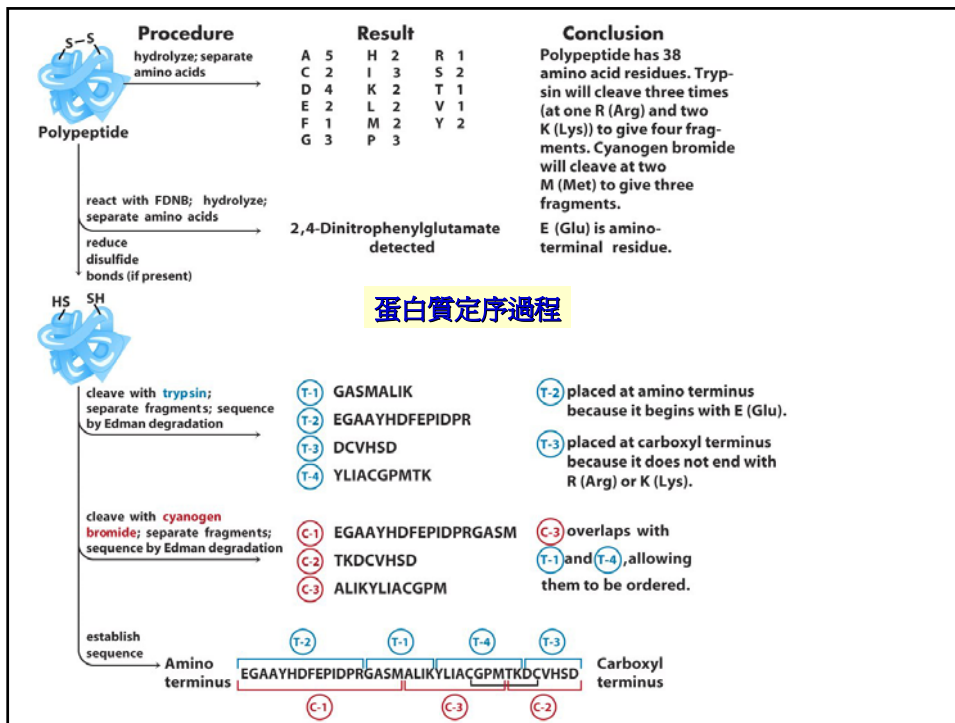 Procedure
Result
Conclusion
S–S
Polypeptide
hydrolyze; separate
amino acids
A 5 H 2 R 1
C 2 I 3 S 2
D 4 K 2 T 1
E 2 L 2 V 1
F 1 M 2 Y 2
G 3 P 3
Polypeptide has 38
amino acid residues. Tryp-
sin will cleave three times
(at one R (Arg) and two
K (Lys)) to give four frag-
ments. Cyanogen bromide
will cleave at two
M (Met) to give three
fragments.
react with FDNB; hydrolyze;
separate amino acids
2,4-Dinitrophenylglutamate
detected
E (Glu) is amino-
terminal residue.
reduce
disulfide
bonds (if present)
蛋白質定序過程
HS SH
cleave with trypsin;
separate fragments; sequence
by Edman degradation
T-1 GASMALIK
T-2 EGAAYHDFEPIDPR
T-3 DCVHSD
T-4 YLIACGPMTK
T-2 placed at amino terminus
because it begins with E (Glu).
T-3 placed at carboxyl terminus
because it does not end with
R (Arg) or K (Lys).
cleave with cyanogen
bromide; separate fragments;
sequence by Edman degradation
C-1 EGAAYHDFEPIDPRGASM
C-2 TKDCVHSD
C-3 ALIKYLIACGPM
C-3 overlaps with
T-1 and T-4, allowing
them to be ordered.
establish
sequence
T-2 T-1 T-4 T-3
Amino
terminus
EGAAYHDFEPIDPRGASMALIKYLIACGPMTKDCVHSD
Carboxyl
terminus
C-1 C-3 C-2